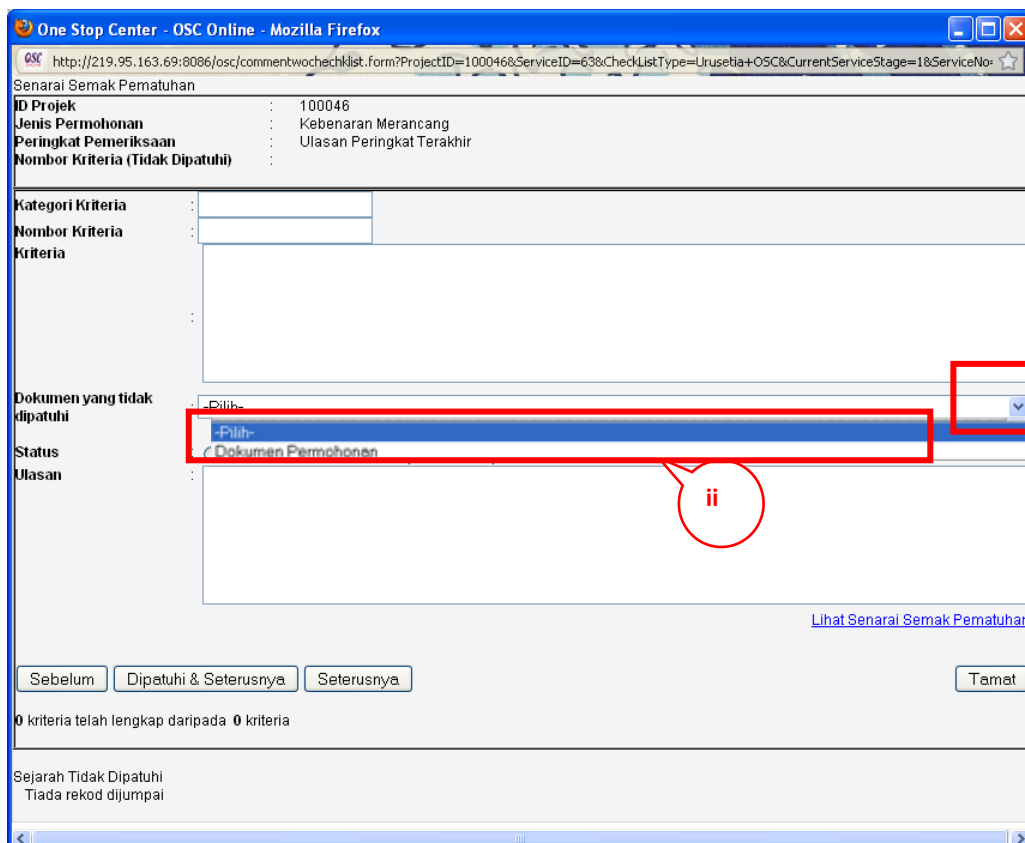 One Stop Center - OSC Online - Mozilla Firefox
OSC http://219.95.163.69:8086/osc/commentwochechklist.form?ProjectID=100046&ServiceID=63&CheckListType=Urusetia+OSC&CurrentServiceStage=1&ServiceNo=
Senarai Semak Pematuhan
ID Projek : 100046
Jenis Permohonan : Kebenaran Merancang
Peringkat Pemeriksaan : Ulasan Peringkat Terakhir
Nombor Kriteria (Tidak Dipatuhi) :
Kategori Kriteria :
Nombor Kriteria :
Kriteria
:
Dokumen yang tidak dipatuhi : -Pilih-
-Pilih-
Status : Dokumen Permohonan
Ulasan :
ii
Lihat Senarai Semak Pematuhan
Sebelum Dipatuhi & Seterusnya Seterusnya Tamat
0 kriteria telah lengkap daripada 0 kriteria
Sejarah Tidak Dipatuhi
Tiada rekod dijumpai